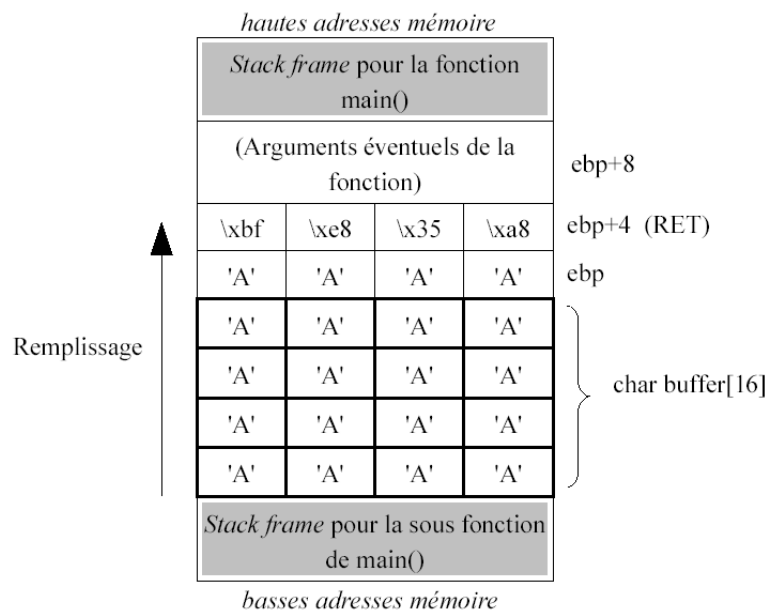 hautes adresses mémoire
Stack frame pour la fonction
main()
(Arguments éventuels de la
fonction)
ebp+8
\xbf \xe8 \x35 \xa8 ebp+4 (RET)
'A' 'A' 'A' 'A' ebp
'A' 'A' 'A' 'A'
Remplissage
'A' 'A' 'A' 'A'
char buffer[16]
'A' 'A' 'A' 'A'
'A' 'A' 'A' 'A'
Stack frame pour la sous fonction
de main()
basses adresses mémoire